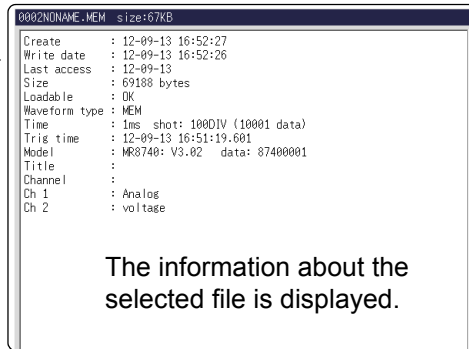 0002NONAME.MEM  size:67KB
Create        : 12-09-13 16:52:27
Write date    : 12-09-13 16:52:26
Last access   : 12-09-13
Size          : 69188 bytes
Loadable      : OK
Waveform type : MEM
Time          : 1ms  shot: 100DIV (10001 data)
Trig time     : 12-09-13 16:51:19.601
Model         : MR8740: V3.02   data: 87400001
Title         :
Channel       :
Ch 1          : Analog
Ch 2          : voltage
The information about the
selected file is displayed.